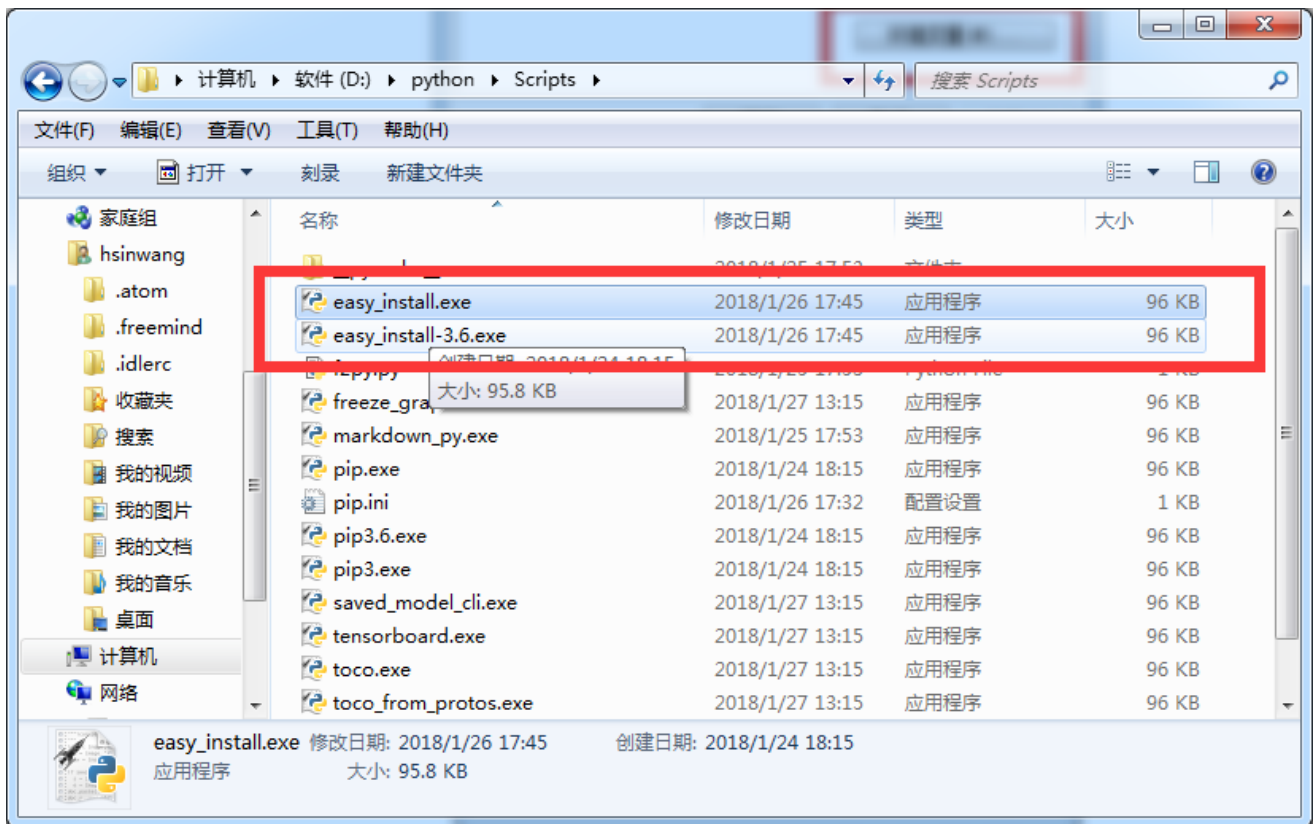 计算机 软件 (D:) python Scripts 搜索 Scripts
文件(F) 编辑(E) 查看(V) 工具(T) 帮助(H)
组织 打开 刻录 新建文件夹
家庭组
hsinwang
.atom
.freemind
.idlerc
收藏夹
搜索
我的视频
我的图片
我的文档
我的音乐
桌面
计算机
网络
名称 修改日期 类型 大小
easy_install.exe 2018/1/26 17:45 应用程序 96 KB
easy_install-3.6.exe 2018/1/26 17:45 应用程序 96 KB
创建日期: 2018/1/24 18:15
大小: 95.8 KB
freeze_gra 2018/1/27 13:15 应用程序 96 KB
markdown_py.exe 2018/1/25 17:53 应用程序 96 KB
pip.exe 2018/1/24 18:15 应用程序 96 KB
pip.ini 2018/1/26 17:32 配置设置 1 KB
pip3.6.exe 2018/1/24 18:15 应用程序 96 KB
pip3.exe 2018/1/24 18:15 应用程序 96 KB
saved_model_cli.exe 2018/1/27 13:15 应用程序 96 KB
tensorboard.exe 2018/1/27 13:15 应用程序 96 KB
toco.exe 2018/1/27 13:15 应用程序 96 KB
toco_from_protos.exe 2018/1/27 13:15 应用程序 96 KB
easy_install.exe 修改日期: 2018/1/26 17:45 创建日期: 2018/1/24 18:15
应用程序 大小: 95.8 KB